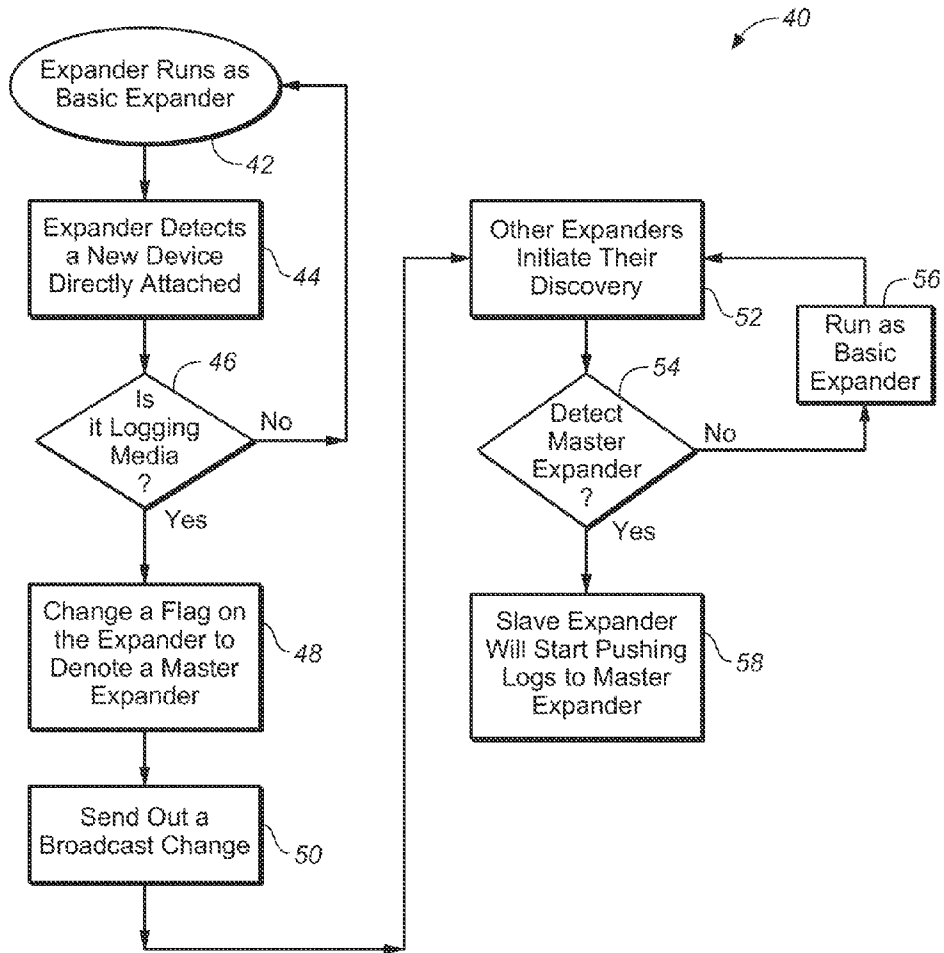 40
Expander Runs as
Basic Expander
42
Expander Detects
a New Device
Directly Attached
44
46
Is
it Logging
Media
?
No
Yes
Change a Flag on
the Expander to
Denote a Master
Expander
48
Send Out a
Broadcast Change
50
Other Expanders
Initiate Their
Discovery
52
54
Detect
Master
Expander
?
No
Yes
56
Run as
Basic
Expander
Slave Expander
Will Start Pushing
Logs to Master
Expander
58